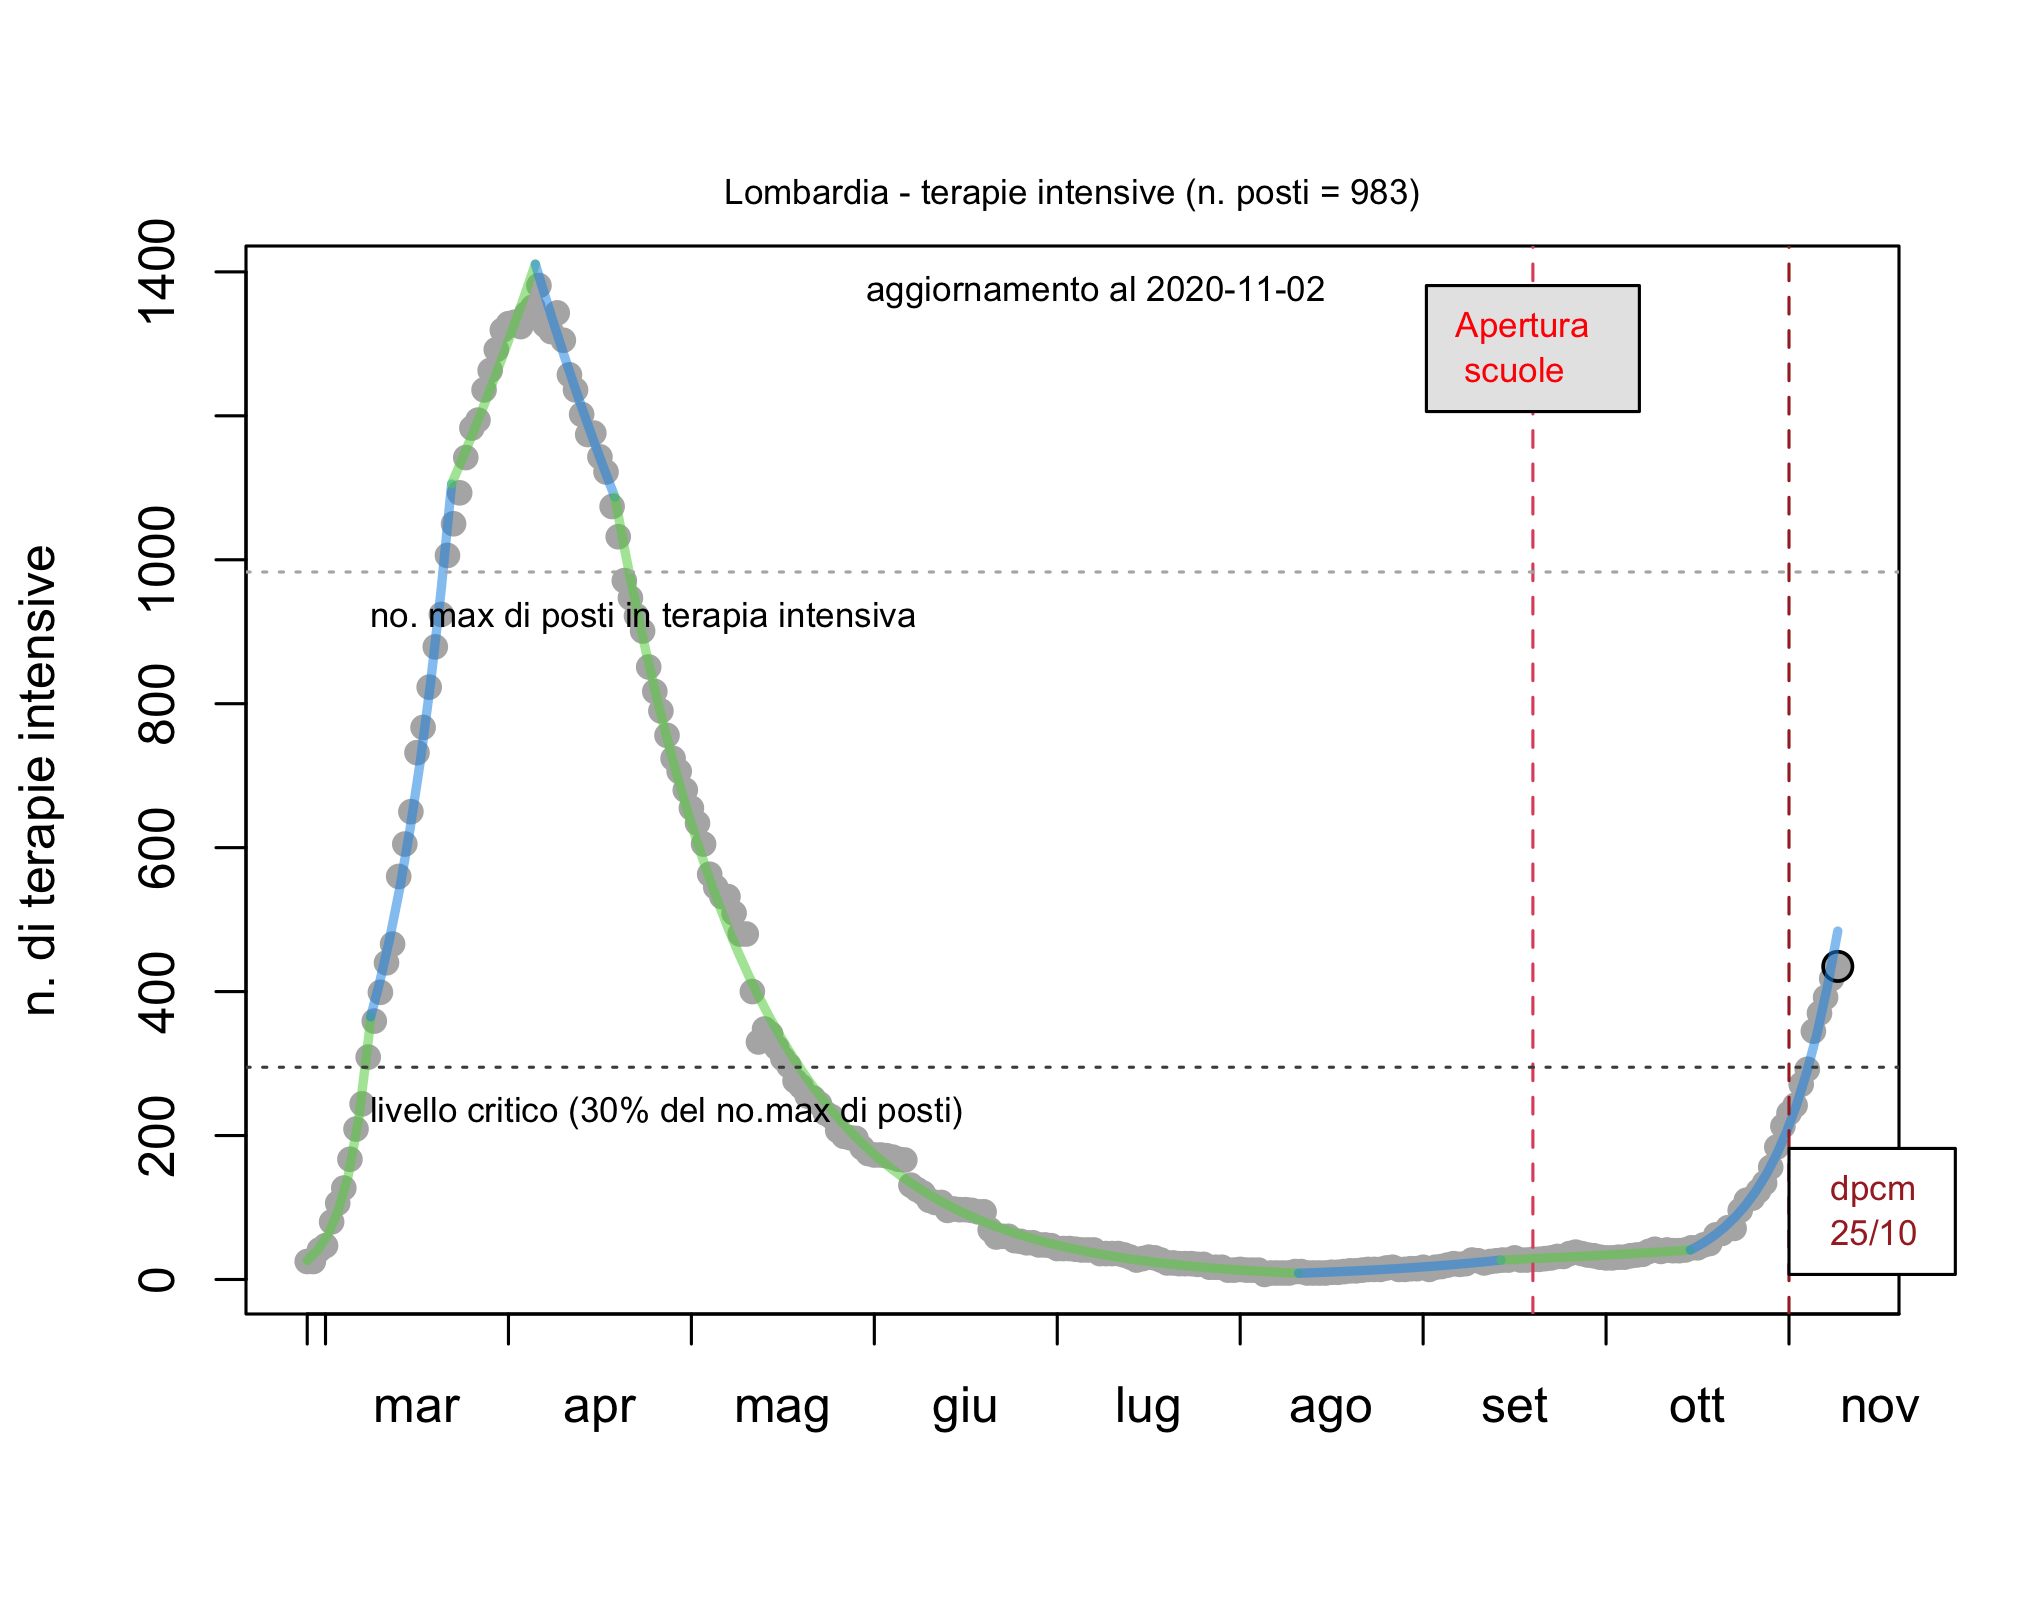 Lombardia - terapie intensive (n. posti = 983)
aggiornamento al 2020-11-02
Apertura
scuole
no. max di posti in terapia intensiva
livello critico (30% del no.max di posti)
dpcm
25/10
n. di terapie intensive
1400
1000
800
600
400
200
0
mar apr mag giu lug ago set ott nov